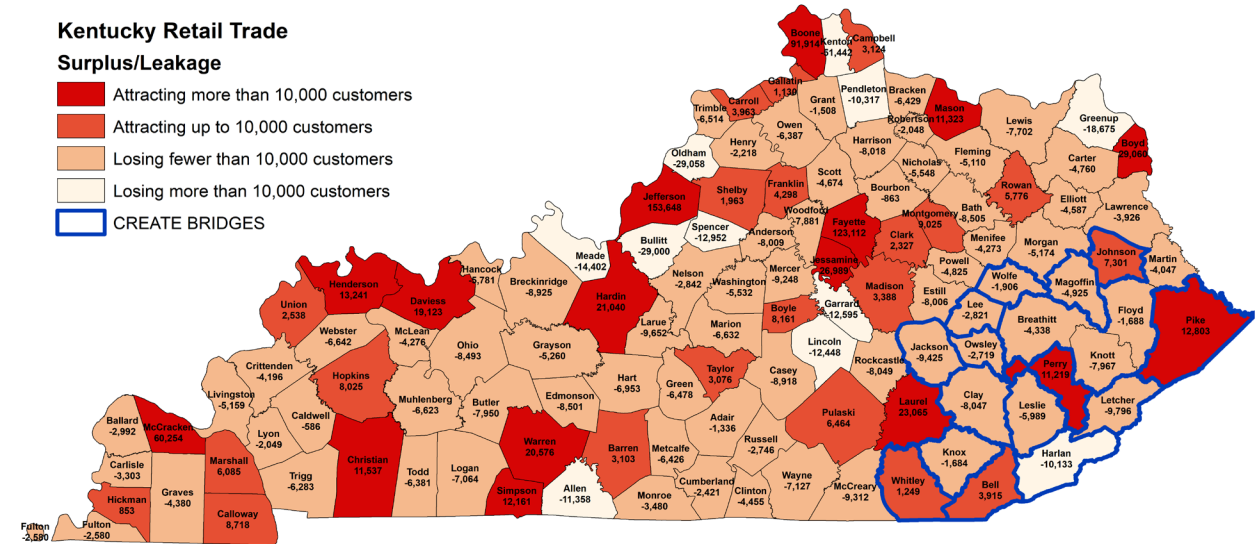 Kentucky Retail Trade
Surplus/Leakage
Attracting more than 10,000 customers
Attracting up to 10,000 customers
Losing fewer than 10,000 customers
Losing more than 10,000 customers
CREATE BRIDGES
Boone
91,914
Kenton
-51,442
Campbell
3,124
Gallatin
1,130
Carroll
3,963
Trimble
-6,514
Grant
-1,508
Pendleton
-10,317
Bracken
-6,429
Robertson
-2,048
Mason
11,323
Lewis
-7,702
Greenup
-18,675
Boyd
29,060
Owen
-6,387
Henry
-2,218
Oldham
-29,058
Harrison
-8,018
Nicholas
-5,548
Fleming
-5,110
Carter
-4,760
Rowan
5,776
Elliott
-4,587
Lawrence
-3,926
Jefferson
153,648
Shelby
1,963
Franklin
4,298
Scott
-4,674
Bourbon
-863
Bath
-8,505
Montgomery
9,025
Woodford
-7,881
Fayette
123,112
Clark
2,327
Menifee
-4,273
Morgan
-5,174
Johnson
7,301
Martin
-4,047
Spencer
-12,952
Bullitt
-29,000
Anderson
-8,009
Meade
-14,402
Jessamine
26,989
Powell
-4,825
Wolfe
-1,906
Magoffin
-4,925
Hancock
-5,781
Breckinridge
-8,925
Nelson
-2,842
Washington
-5,532
Mercer
-9,248
Madison
3,388
Estill
-8,006
Lee
-2,821
Breathitt
-4,338
Floyd
-1,688
Pike
12,803
Henderson
13,241
Daviess
19,123
Union
2,538
Hardin
21,040
Larue
-9,652
Marion
-6,632
Boyle
8,161
Garrard
-12,595
Webster
-6,642
McLean
-4,276
Ohio
-8,493
Grayson
-5,260
Lincoln
-12,448
Rockcastle
-8,049
Jackson
-9,425
Owsley
-2,719
Perry
11,219
Knott
-7,967
Crittenden
-4,196
Hopkins
8,025
Hart
-6,953
Green
-6,478
Taylor
3,076
Casey
-8,918
Livingston
-5,159
Muhlenberg
-6,623
Butler
-7,950
Edmonson
-8,501
Laurel
23,065
Clay
-8,047
Leslie
-5,989
Letcher
-9,796
Ballard
-2,992
McCracken
60,254
Lyon
-2,049
Caldwell
-586
Adair
-1,336
Pulaski
6,464
Warren
20,576
Barren
3,103
Metcalfe
-6,426
Russell
-2,746
Knox
-1,684
Harlan
-10,133
Carlisle
-3,303
Marshall
6,085
Trigg
-6,283
Christian
11,537
Todd
-6,381
Logan
-7,064
Simpson
12,161
Allen
-11,358
Monroe
-3,480
Cumberland
-2,421
Clinton
-4,455
Wayne
-7,127
McCreary
-9,312
Whitley
1,249
Bell
3,915
Hickman
853
Graves
-4,380
Calloway
8,718
Fulton
-2,580
Fulton
-2,580